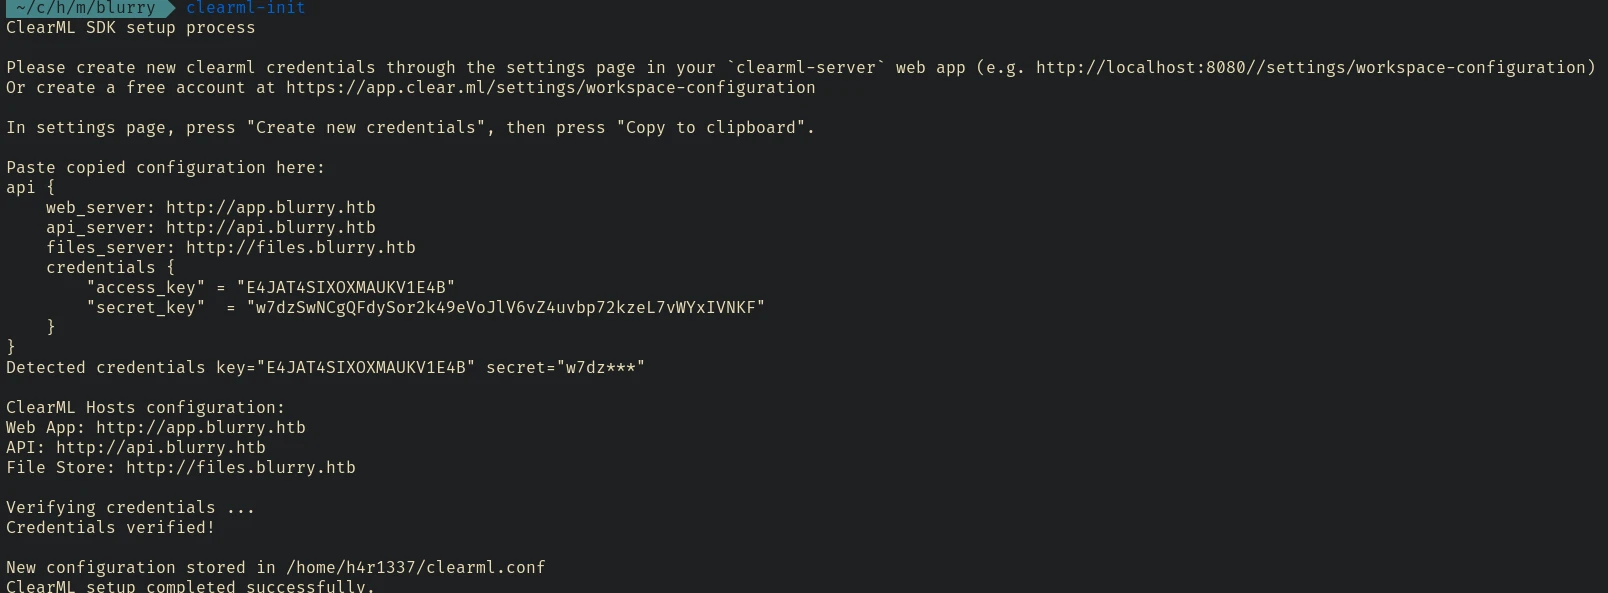 ~/c/h/m/blurry clearml-init
ClearML SDK setup process
Please create new clearml credentials through the settings page in your `clearml-server` web app (e.g. http://localhost:8080//settings/workspace-configuration)
Or create a free account at https://app.clear.ml/settings/workspace-configuration
In settings page, press "Create new credentials", then press "Copy to clipboard".
Paste copied configuration here:
api {
    web_server: http://app.blurry.htb
    api_server: http://api.blurry.htb
    files_server: http://files.blurry.htb
    credentials {
        "access_key" = "E4JAT4SIXOXMAUKV1E4B"
        "secret_key"  = "w7dzSwNCgQFdySor2k49eVoJlV6vZ4uvbp72kzeL7vWYxIVNKF"
    }
}
Detected credentials key="E4JAT4SIXOXMAUKV1E4B" secret="w7dz***"
ClearML Hosts configuration:
Web App: http://app.blurry.htb
API: http://api.blurry.htb
File Store: http://files.blurry.htb
Verifying credentials ...
Credentials verified!
New configuration stored in /home/h4r1337/clearml.conf
ClearML setup completed successfully.